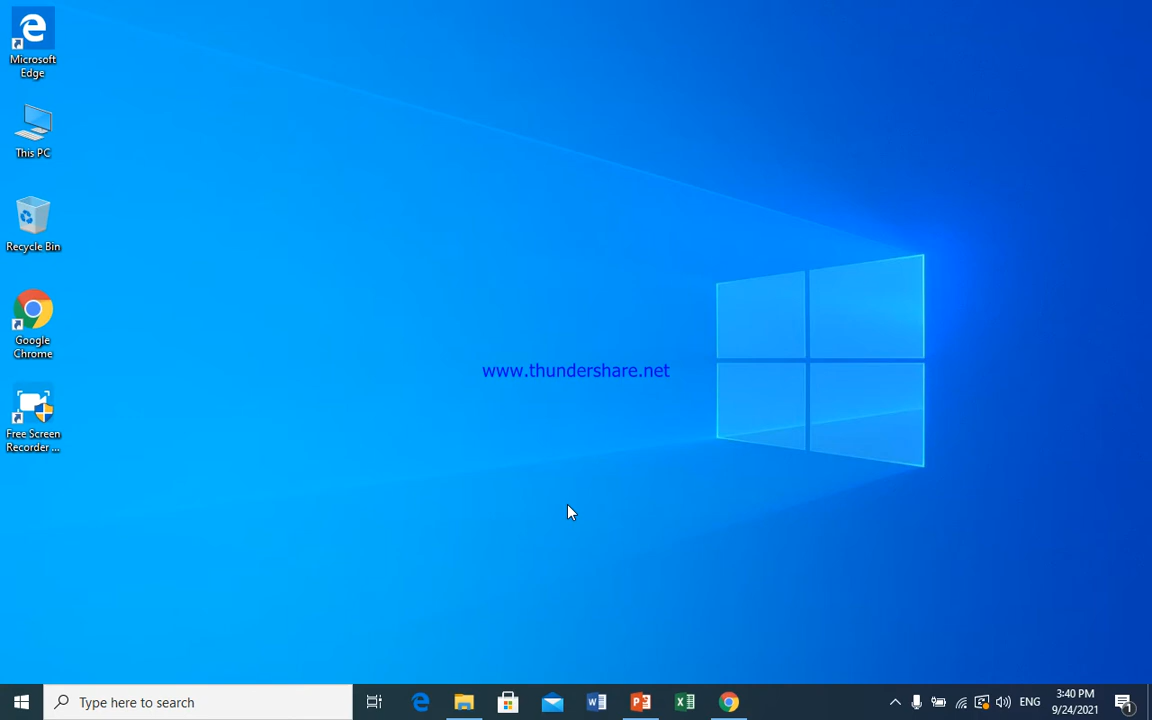 Microsoft
Edge
This PC
Recycle Bin
Google
Chrome
Free Screen
Recorder ...
www.thundershare.net
Type here to search
ENG
3:40 PM
9/24/2021
1